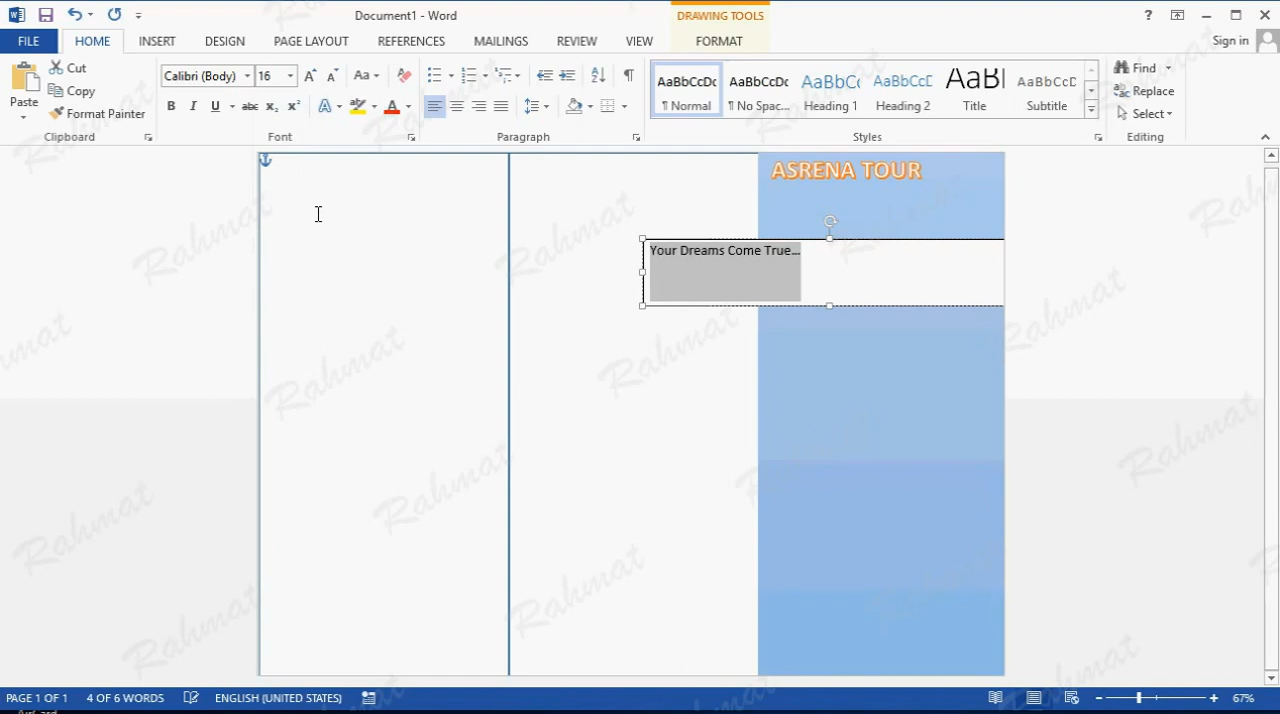 Document1 - Word
DRAWING TOOLS
FILE
HOME
INSERT
DESIGN
PAGE LAYOUT
REFERENCES
MAILINGS
REVIEW
VIEW
FORMAT
Sign in
Paste
Cut
Copy
Format Painter
Clipboard
Calibri (Body)
16
Font
Paragraph
AaBbCcDc
¶ Normal
AaBbCcDc
¶ No Spac...
AaBbCc
Heading 1
AaBbCcE
Heading 2
AaBl
Title
AaBbCcD
Subtitle
Styles
Find
Replace
Select
Editing
ASRENA TOUR
Your Dreams Come True...
Rahmat
PAGE 1 OF 1
4 OF 6 WORDS
ENGLISH (UNITED STATES)
67%